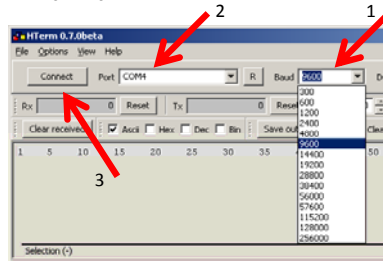 2 1
HTerm 0.7.0beta
File Options View Help
Connect Port COM4 R Baud 9600
Rx 0 Reset Tx 0 Reset
Clear received Ascii Hex Dec Bin Save
1 5 10 15 20 25 30 35 50
3
300
600
1200
2400
4800
9600
14400
19200
28800
38400
56000
57600
115200
128000
256000
Selection (-)